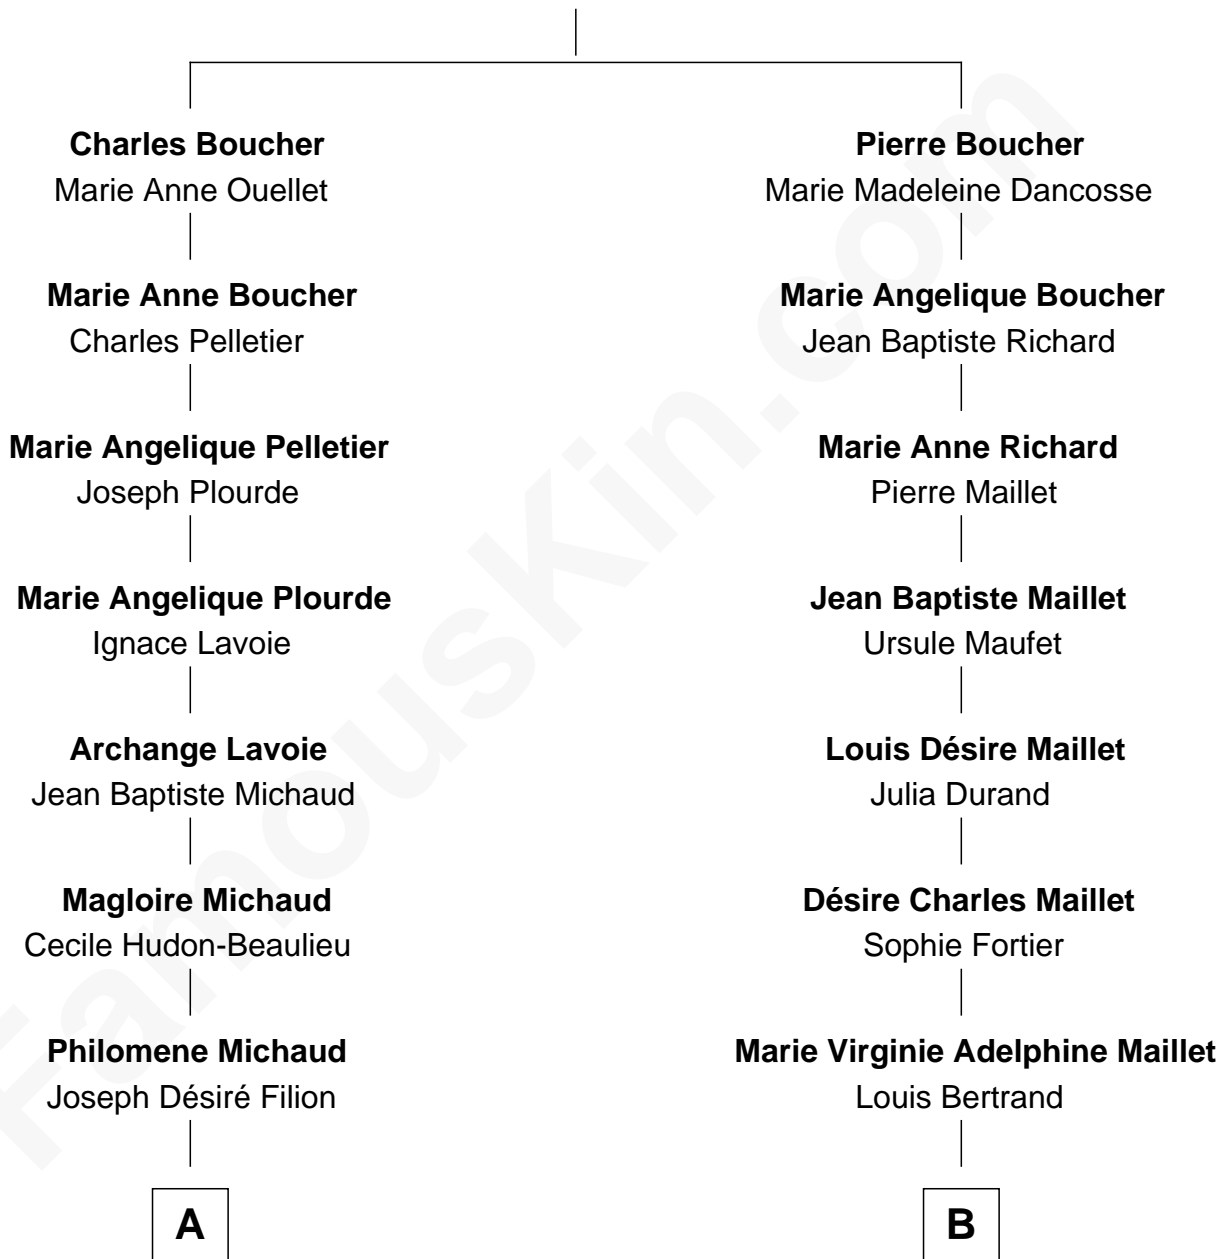 Charles Boucher
Marie Anne Ouellet
Pierre Boucher
Marie Madeleine Dancosse
Marie Anne Boucher
Charles Pelletier
Marie Angelique Boucher
Jean Baptiste Richard
Marie Angelique Pelletier
Joseph Plourde
Marie Anne Richard
Pierre Maillet
Marie Angelique Plourde
Ignace Lavoie
Jean Baptiste Maillet
Ursule Maufet
Archange Lavoie
Jean Baptiste Michaud
Louis Désire Maillet
Julia Durand
Magloire Michaud
Cecile Hudon-Beaulieu
Désire Charles Maillet
Sophie Fortier
Philomene Michaud
Joseph Désiré Filion
Marie Virginie Adelphine Maillet
Louis Bertrand
A
B
FamousKin.com